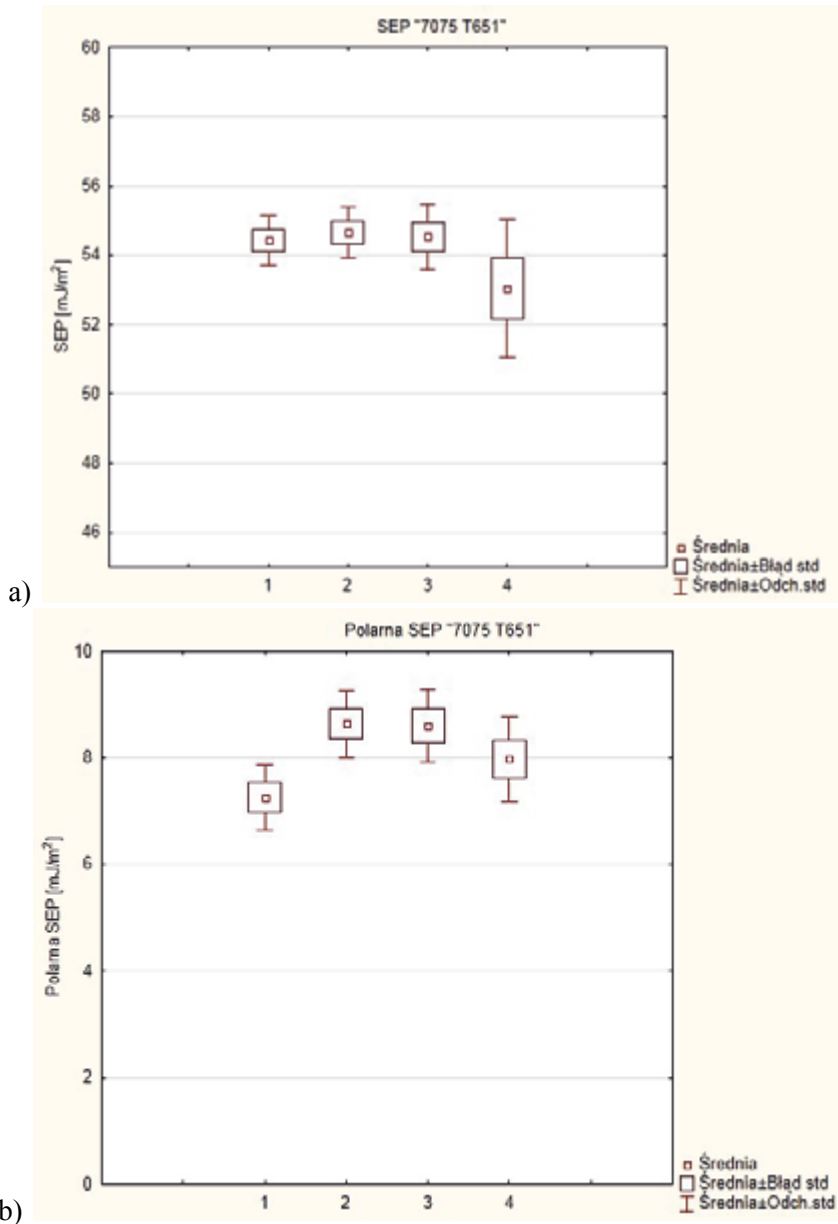 SEP "7075 T651"
60
58
56
54
52
50
48
46
SEP [mJ/m²]
1 2 3 4
Średnia
Średnia±Błąd std
Średnia±Odch.std
a)
Polarna SEP "7075 T651"
10
8
6
4
2
0
Polarna SEP [mJ/m²]
1 2 3 4
Średnia
Średnia±Błąd std
Średnia±Odch.std
b)